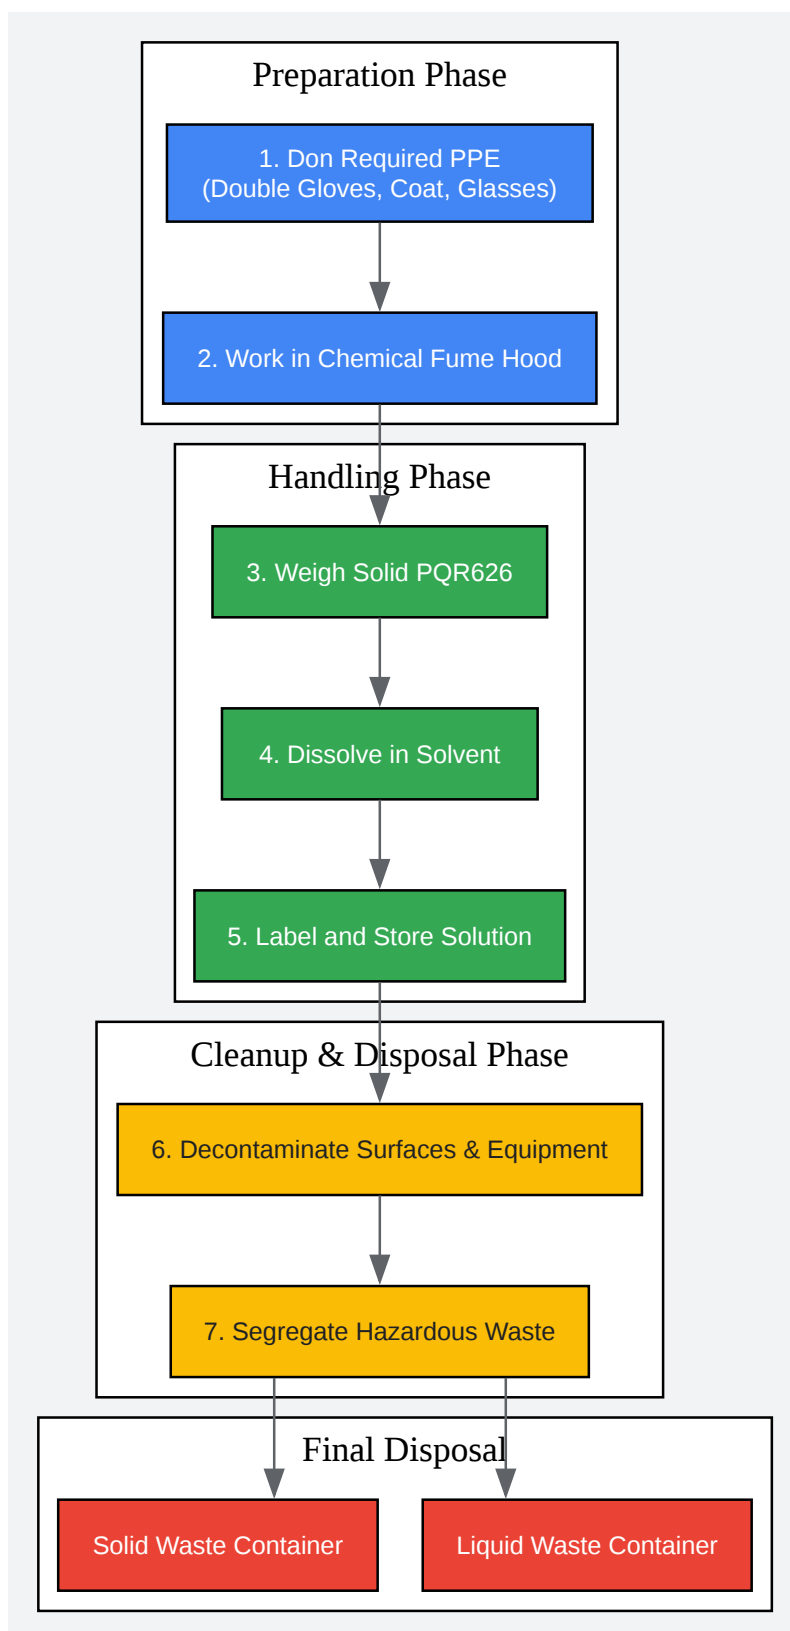 Preparation Phase
1. Don Required PPE
(Double Gloves, Coat, Glasses)
2. Work in Chemical Fume Hood
Handling Phase
3. Weigh Solid PQR626
4. Dissolve in Solvent
5. Label and Store Solution
Cleanup & Disposal Phase
6. Decontaminate Surfaces & Equipment
7. Segregate Hazardous Waste
Final Disposal
Solid Waste Container
Liquid Waste Container